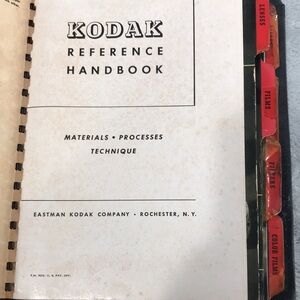 KODAK
REFERENCE
HANDBOOK
MATERIALS • PROCESSES
TECHNIQUE
EASTMAN KODAK COMPANY • ROCHESTER, N. Y.
LENSES
FILMS
FILTERS
COLOR FILMS